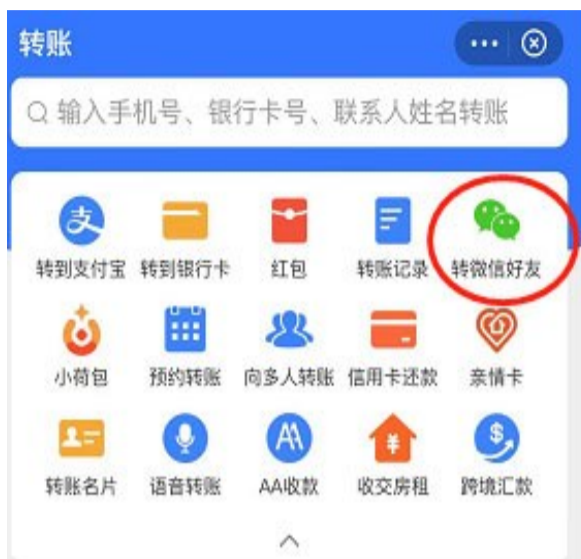 转账
输入手机号、银行卡号、联系人姓名转账
支
转到支付宝 转到银行卡 红包 转账记录 转微信好友
小荷包 预约转账 向多人转账 信用卡还款 亲情卡
AA ¥ $
转账名片 语音转账 AA收款 收交房租 跨境汇款